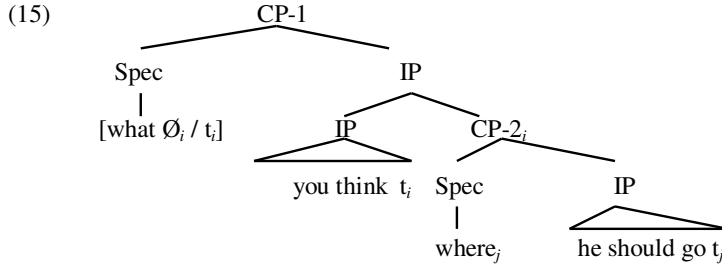 (15) CP-1
Spec IP
[what Ø_i / t_i] IP CP-2_i
you think t_i Spec IP
where_j he should go t_j